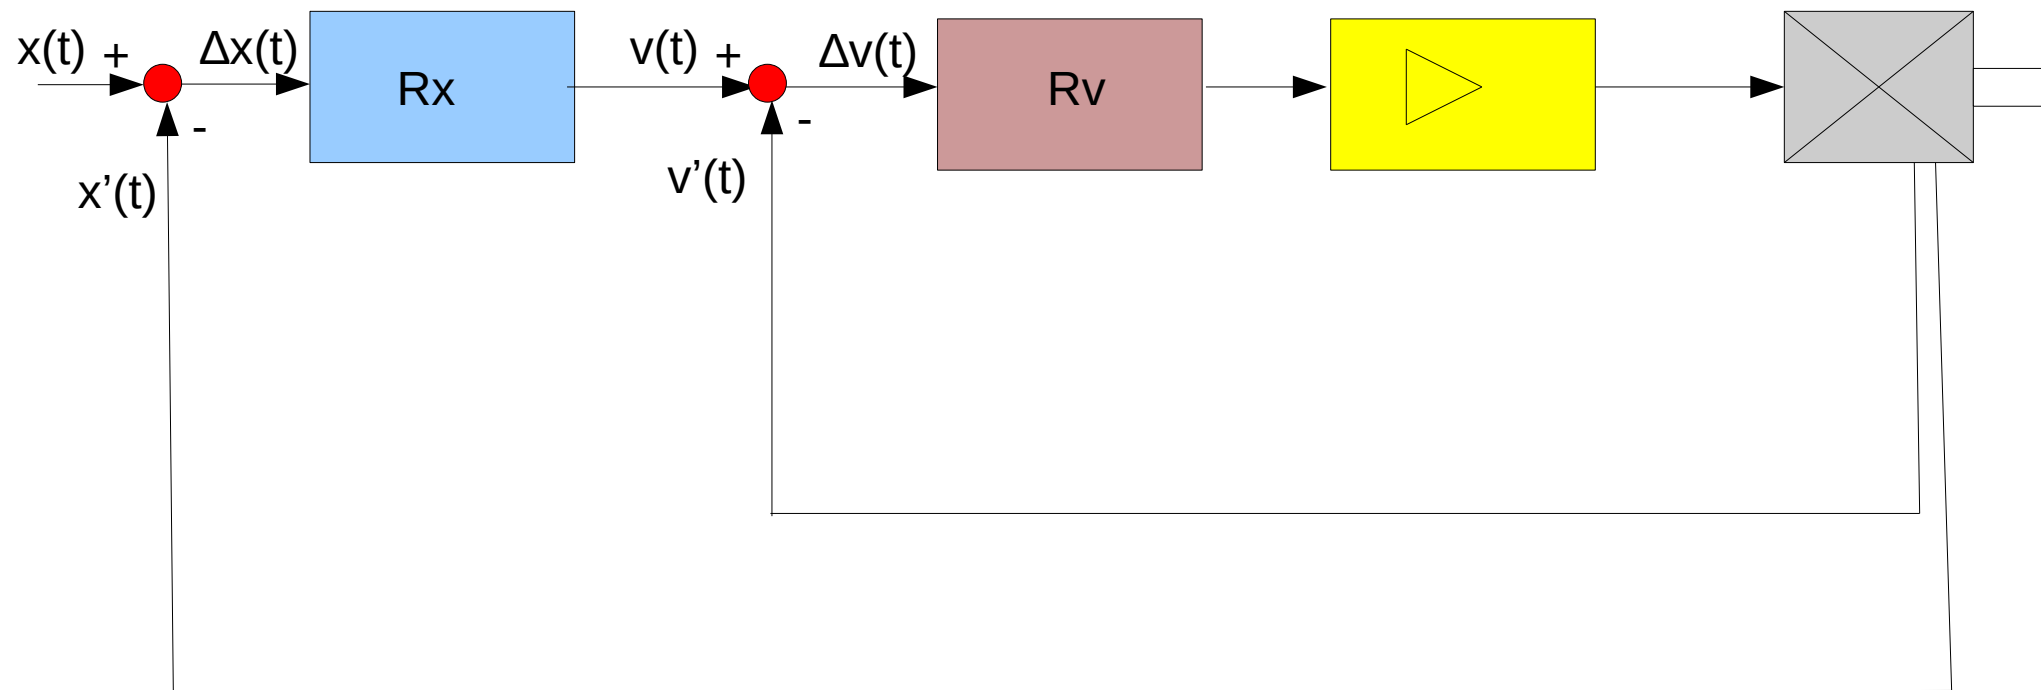 x(t) +
Δx(t)
Rx
v(t) +
Δv(t)
Rv
-
x’(t)
-
v’(t)